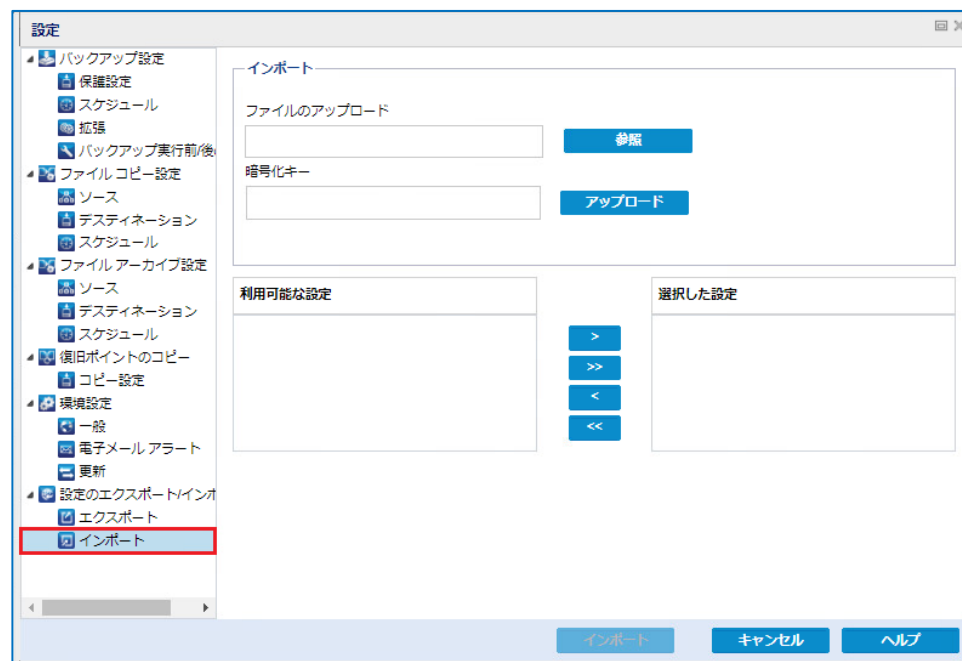 設定
バックアップ設定
保護設定
スケジュール
拡張
バックアップ実行前/後
ファイル コピー設定
ソース
デスティネーション
スケジュール
ファイル アーカイブ設定
ソース
デスティネーション
スケジュール
復旧ポイントのコピー
コピー設定
環境設定
一般
電子メール アラート
更新
設定のエクスポート/インポ
エクスポート
インポート
インポート
ファイルのアップロード
参照
暗号化キー
アップロード
利用可能な設定
選択した設定
>
>>
<
<<
インポート
キャンセル
ヘルプ